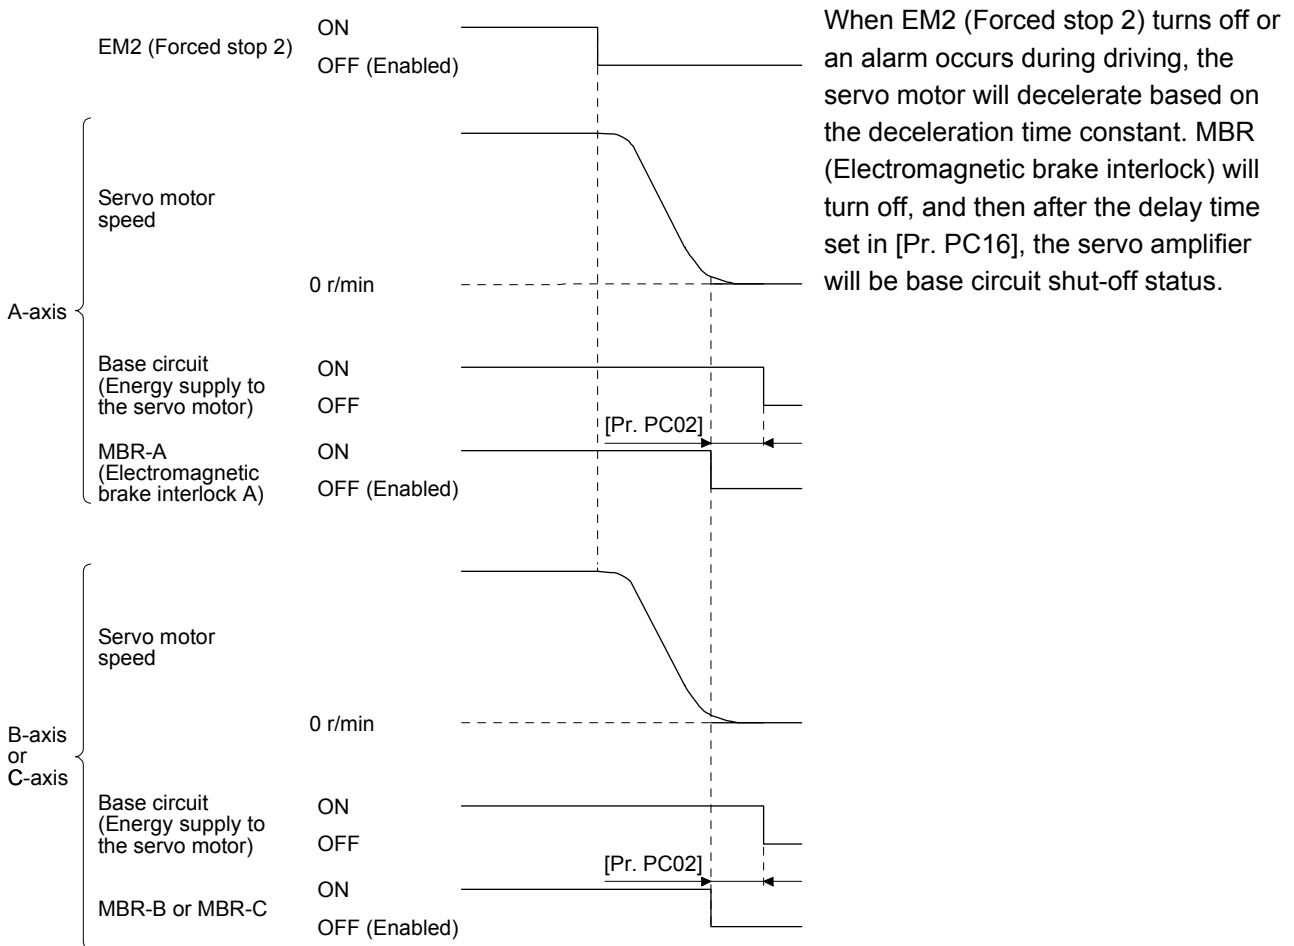 EM2 (Forced stop 2)
ON
OFF (Enabled)
When EM2 (Forced stop 2) turns off or
an alarm occurs during driving, the
servo motor will decelerate based on
the deceleration time constant. MBR
(Electromagnetic brake interlock) will
turn off, and then after the delay time
set in [Pr. PC16], the servo amplifier
will be base circuit shut-off status.
A-axis
Servo motor
speed
0 r/min
Base circuit
(Energy supply to
the servo motor)
ON
OFF
[Pr. PC02]
MBR-A
(Electromagnetic
brake interlock A)
ON
OFF (Enabled)
B-axis
or
C-axis
Servo motor
speed
0 r/min
Base circuit
(Energy supply to
the servo motor)
ON
OFF
[Pr. PC02]
MBR-B or MBR-C
ON
OFF (Enabled)